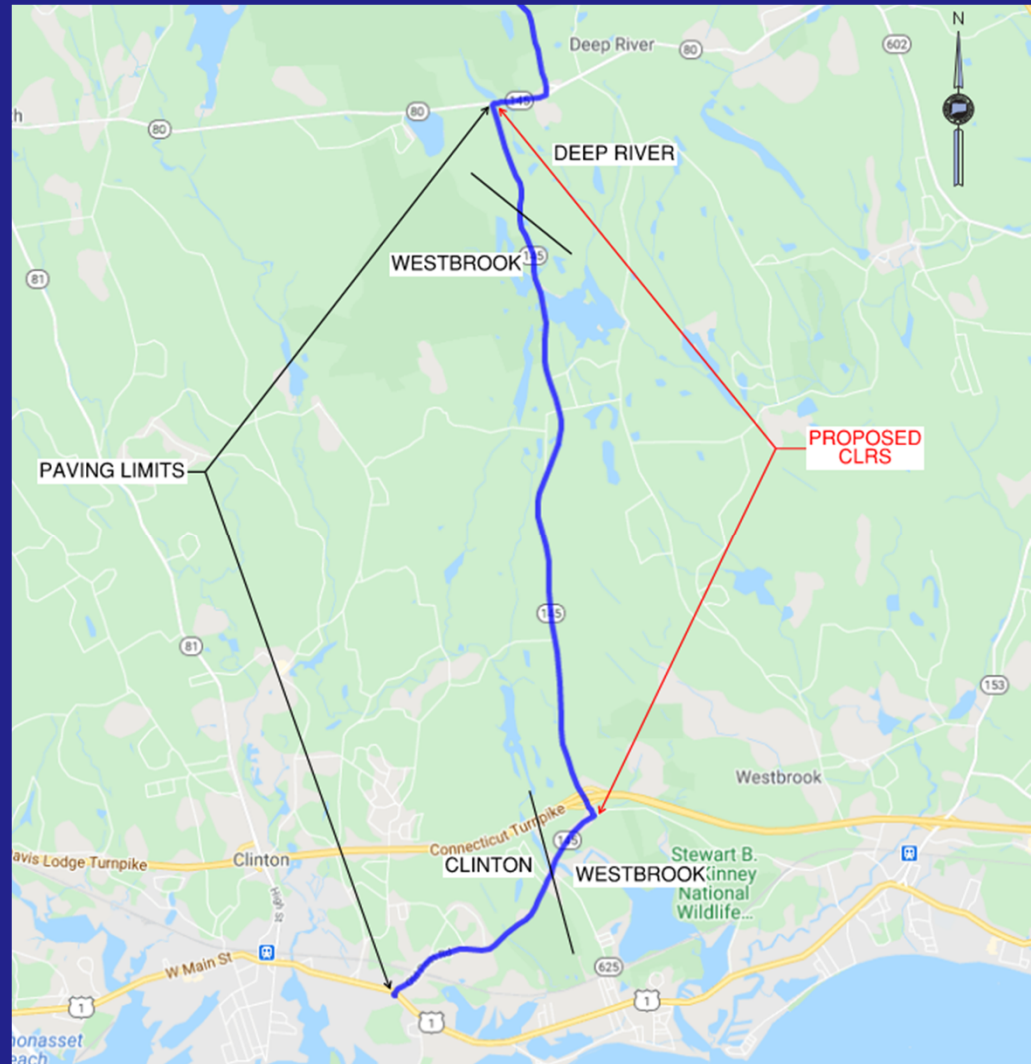 N
Deep River
80
602
h
80
80
145
DEEP RIVER
WESTBROOK
145
81
PAVING LIMITS
PROPOSED
CLRS
145
81
153
Westbrook
Connecticut Turnpike
avis Lodge Turnpike
Clinton
145
CLINTON
WESTBROOK
Stewart B.
Kinney
National
Wildlife...
High St
W Main St
625
1
1
1
onasset
each